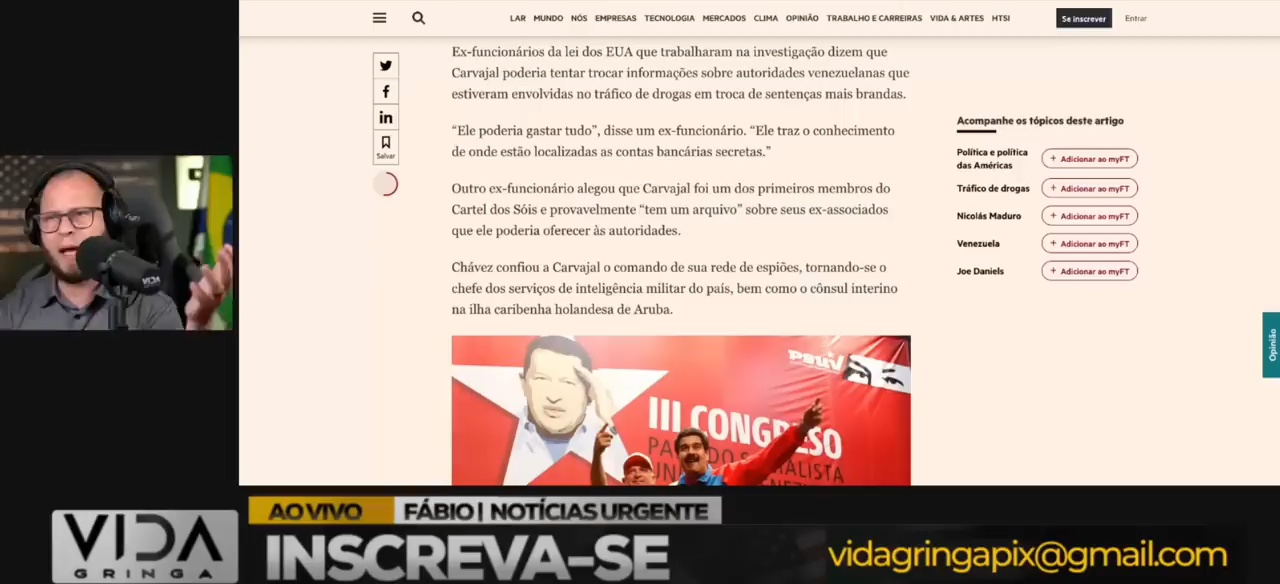 LAR MUNDO NÓS EMPRESAS TECNOLOGIA MERCADOS CLIMA OPINIÃO TRABALHO E CARREIRAS VIDA & ARTES HTSI
Se inscrever
Entrar
Salvar
Ex-funcionários da lei dos EUA que trabalharam na investigação dizem que
Carvajal poderia tentar trocar informações sobre autoridades venezuelanas que
estiveram envolvidas no tráfico de drogas em troca de sentenças mais brandas.
“Ele poderia gastar tudo”, disse um ex-funcionário. “Ele traz o conhecimento
de onde estão localizadas as contas bancárias secretas.”
Outro ex-funcionário alegou que Carvajal foi um dos primeiros membros do
Cartel dos Sóis e provavelmente “tem um arquivo” sobre seus ex-associados
que ele poderia oferecer às autoridades.
Chávez confiou a Carvajal o comando de sua rede de espiões, tornando-se o
chefe dos serviços de inteligência militar do país, bem como o cônsul interino
na ilha caribenha holandesa de Aruba.
Acompanhe os tópicos deste artigo
Política e política
das Américas
+ Adicionar ao myFT
Tráfico de drogas
+ Adicionar ao myFT
Nicolás Maduro
+ Adicionar ao myFT
Venezuela
+ Adicionar ao myFT
Joe Daniels
+ Adicionar ao myFT
Opinião
psuv
III CONGRESO
VIDA
AO VIVO
FÁBIO | NOTÍCIAS URGENTE
VIDA
GRINGA
INSCREVA-SE
vidagringapix@gmail.com